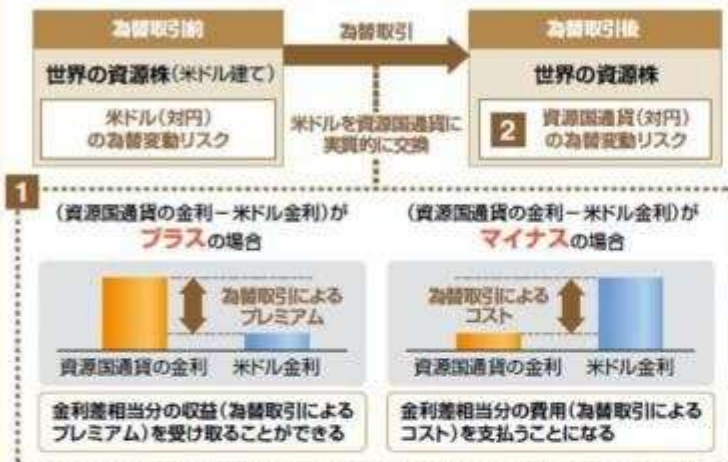 為替取引前
為替取引
為替取引後
世界の資源株(米ドル建て)
世界の資源株
米ドル(対円)
の為替変動リスク
米ドルを資源国通貨に
実質的に交換
2
資源国通貨(対円)
の為替変動リスク
1
(資源国通貨の金利-米ドル金利)が
プラスの場合
(資源国通貨の金利-米ドル金利)が
マイナスの場合
為替取引による
プレミアム
為替取引による
コスト
資源国通貨の金利 米ドル金利
資源国通貨の金利 米ドル金利
金利差相当分の収益(為替取引による
プレミアム)を受け取ることができる
金利差相当分の費用(為替取引による
コスト)を支払うことになる